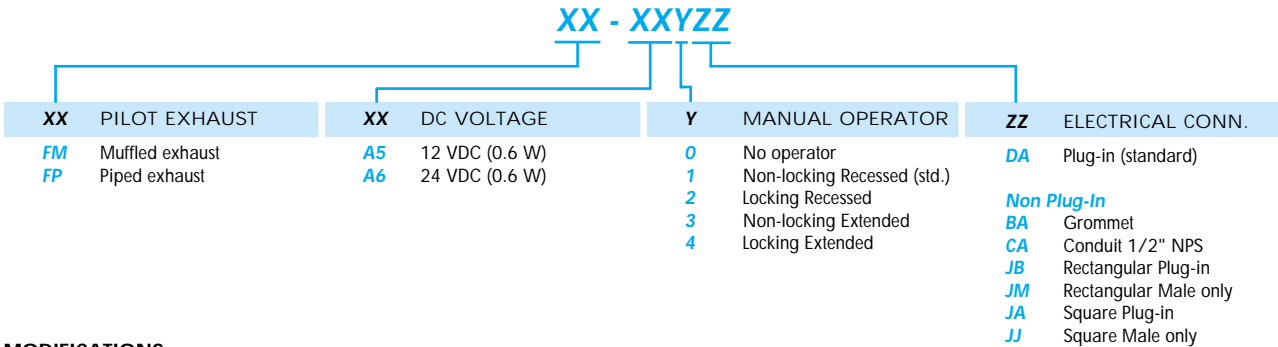 XX - XXYZZ
XX PILOT EXHAUST
FM Muffled exhaust
FP Piped exhaust
XX DC VOLTAGE
A5 12 VDC (0.6 W)
A6 24 VDC (0.6 W)
Y MANUAL OPERATOR
0 No operator
1 Non-locking Recessed (std.)
2 Locking Recessed
3 Non-locking Extended
4 Locking Extended
ZZ ELECTRICAL CONN.
DA Plug-in (standard)
Non Plug-In
BA Grommet
CA Conduit 1/2" NPS
JB Rectangular Plug-in
JM Rectangular Male only
JA Square Plug-in
JJ Square Male only
MODIFICATIONS